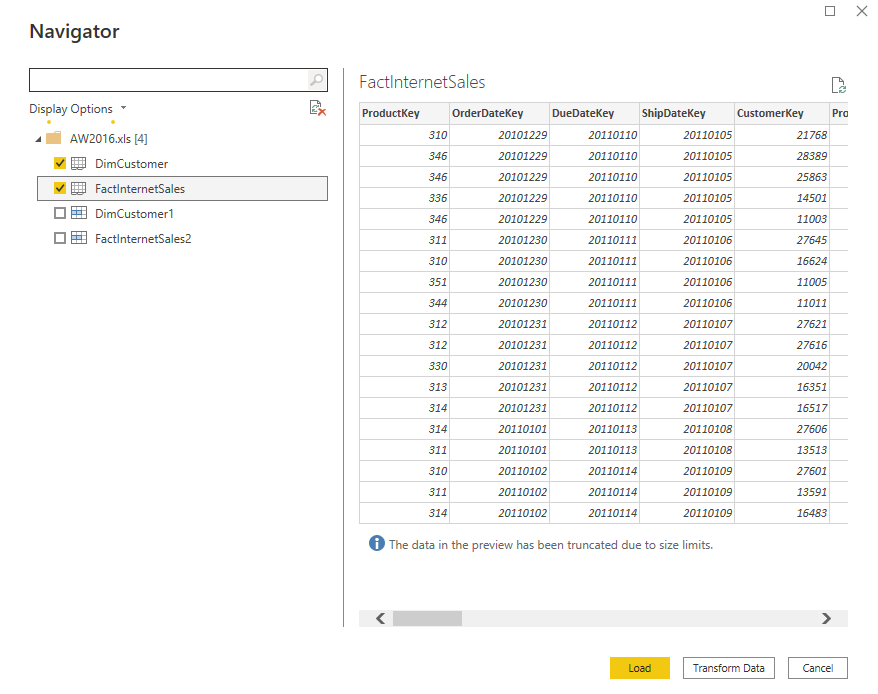 Navigator
Display Options
AW2016.xls [4]
DimCustomer
FactInternetSales
DimCustomer1
FactInternetSales2
FactInternetSales
ProductKey OrderDateKey DueDateKey ShipDateKey CustomerKey Pro
310 20101229 20110110 20110105 21768
346 20101229 20110110 20110105 28389
346 20101229 20110110 20110105 25863
336 20101229 20110110 20110105 14501
346 20101229 20110110 20110105 11003
311 20101230 20110111 20110106 27645
310 20101230 20110111 20110106 16624
351 20101230 20110111 20110106 11005
344 20101230 20110111 20110106 11011
312 20101231 20110112 20110107 27621
312 20101231 20110112 20110107 27616
330 20101231 20110112 20110107 20042
313 20101231 20110112 20110107 16351
314 20101231 20110112 20110107 16517
314 20110101 20110113 20110108 27606
311 20110101 20110113 20110108 13513
310 20110102 20110114 20110109 27601
311 20110102 20110114 20110109 13591
314 20110102 20110114 20110109 16483
The data in the preview has been truncated due to size limits.
Load Transform Data Cancel